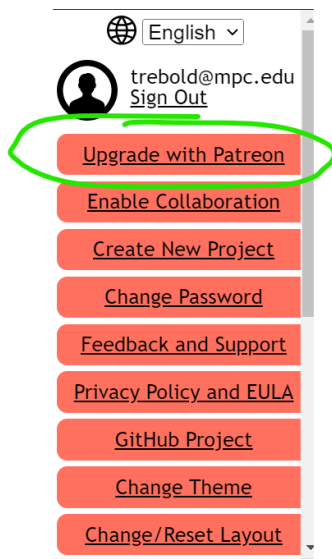 English
trebold@mpc.edu
Sign Out
Upgrade with Patreon
Enable Collaboration
Create New Project
Change Password
Feedback and Support
Privacy Policy and EULA
GitHub Project
Change Theme
Change/Reset Layout